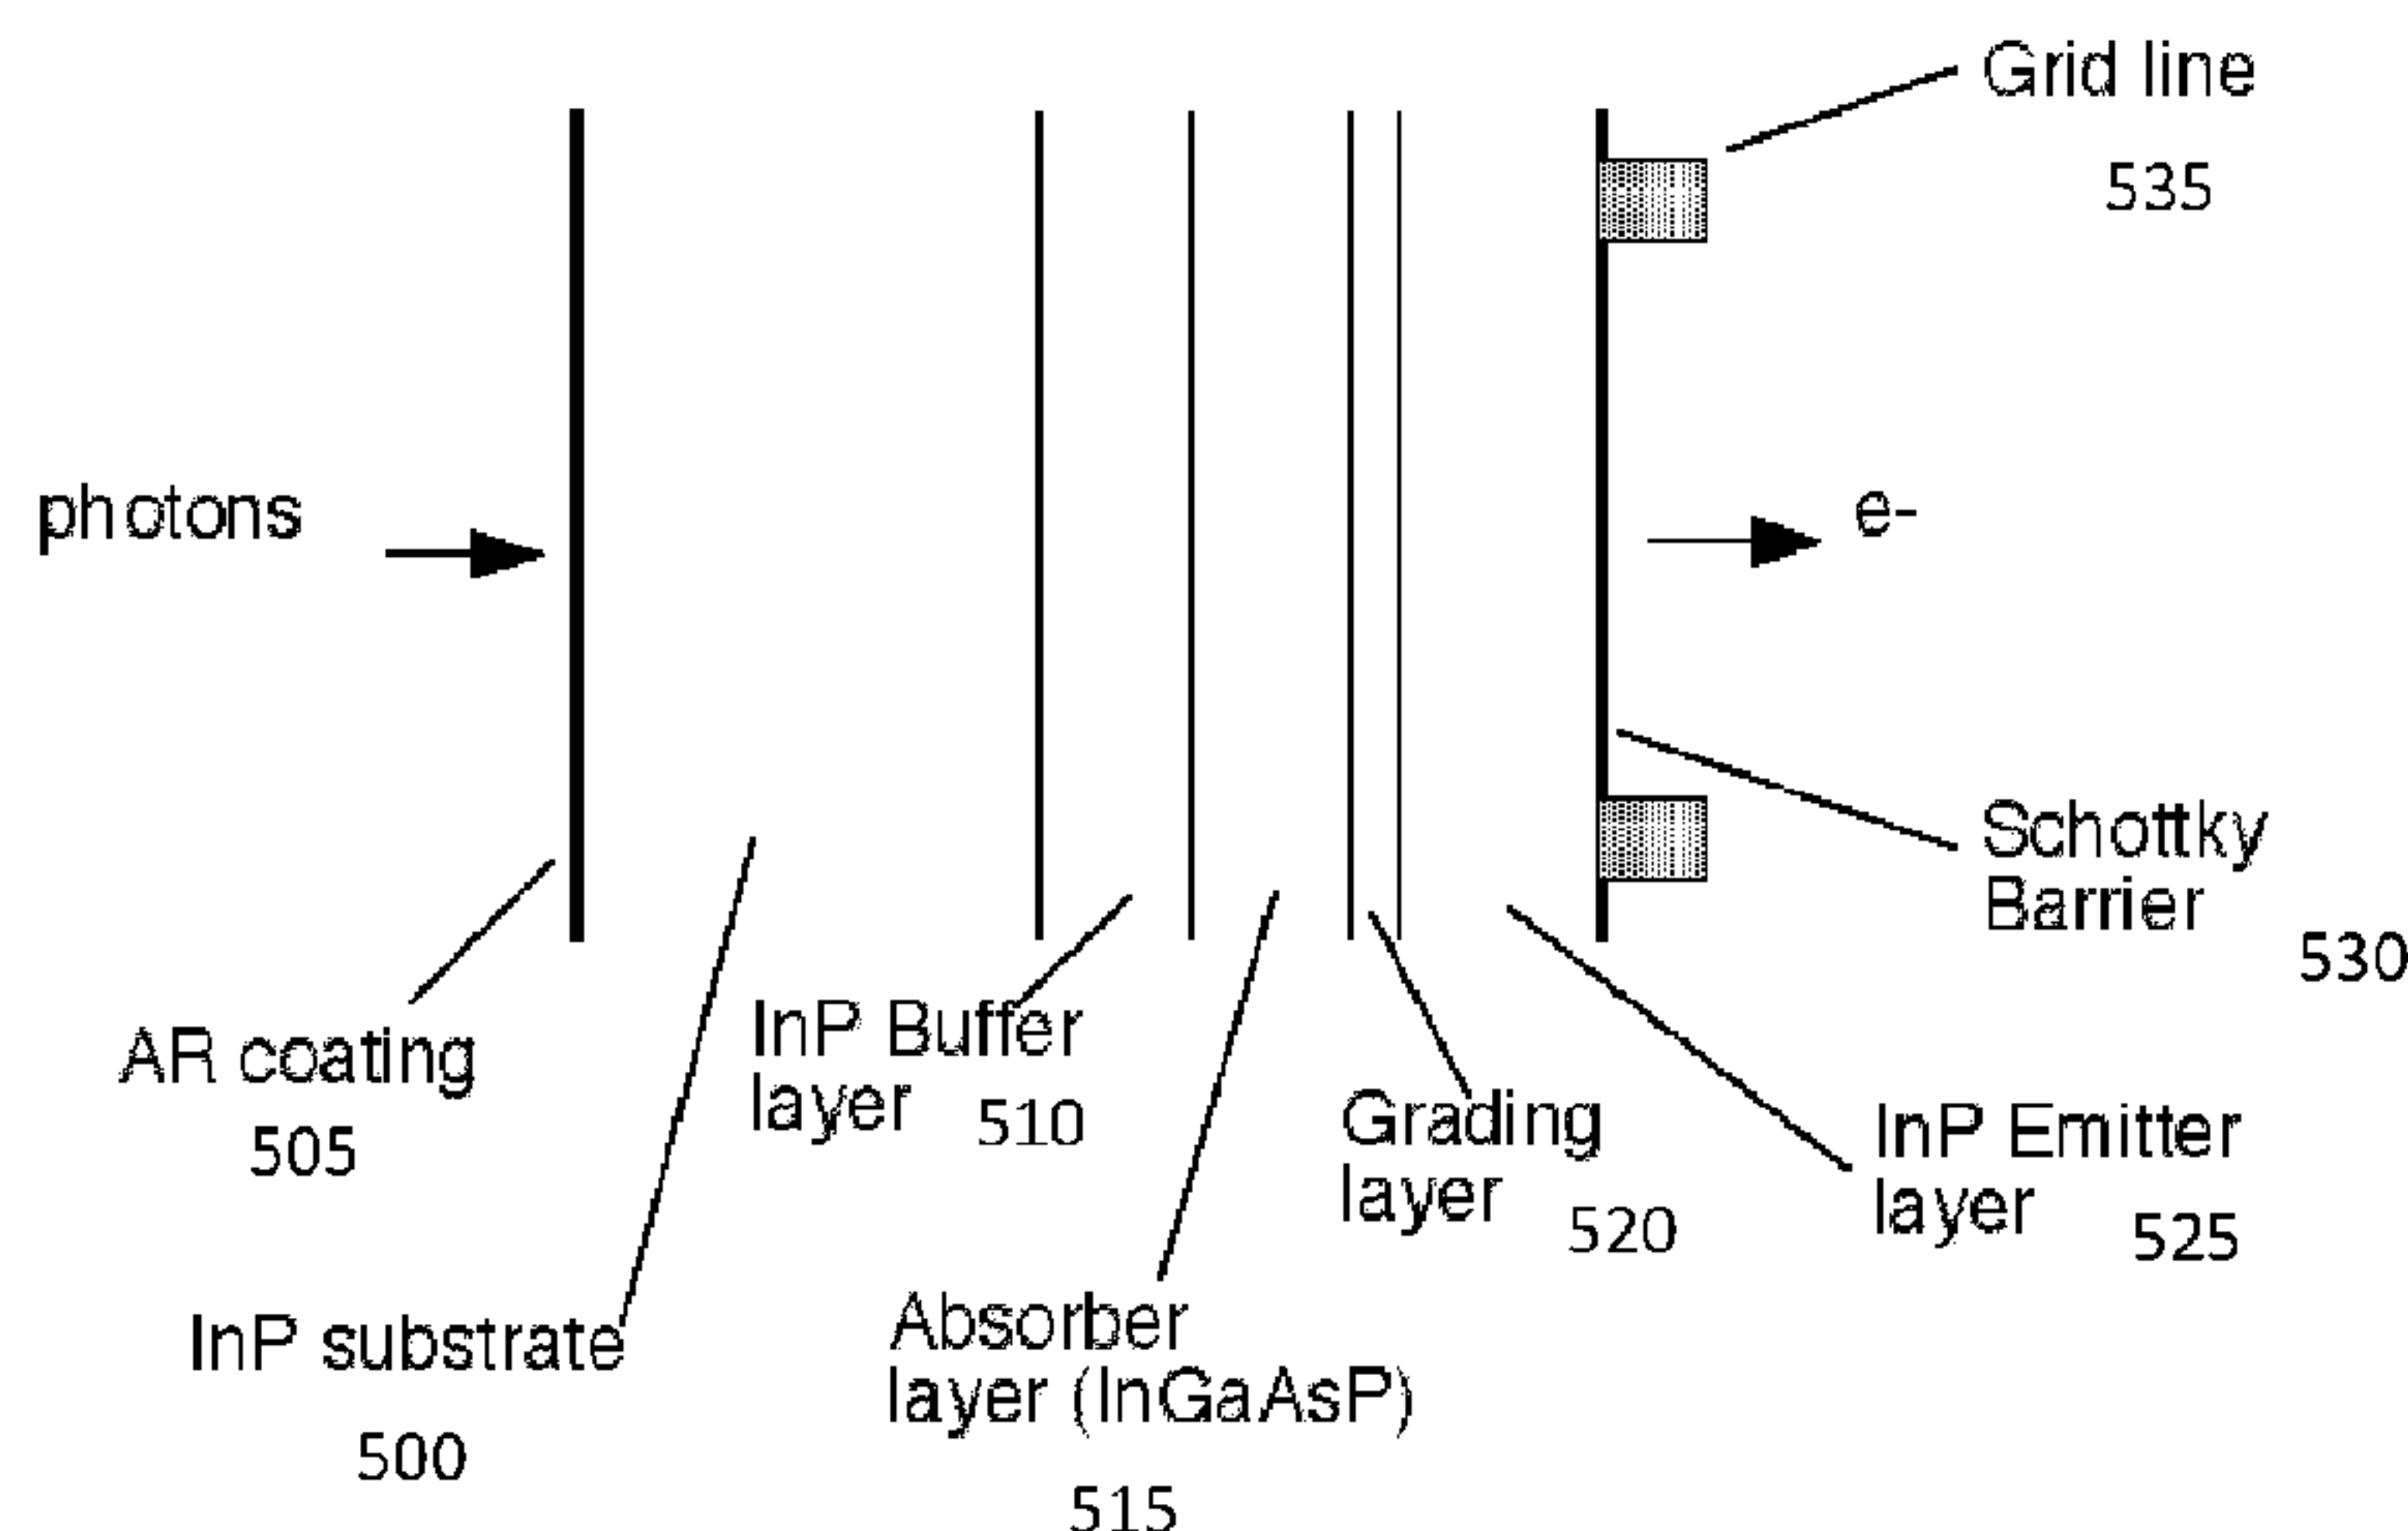 Grid line
535
photons
e-
Schottky
Barrier
530
AR coating
505
InP Buffer
layer 510
Grading
layer 520
InP Emitter
layer 525
InP substrate
500
Absorber
layer (InGaAsP)
515